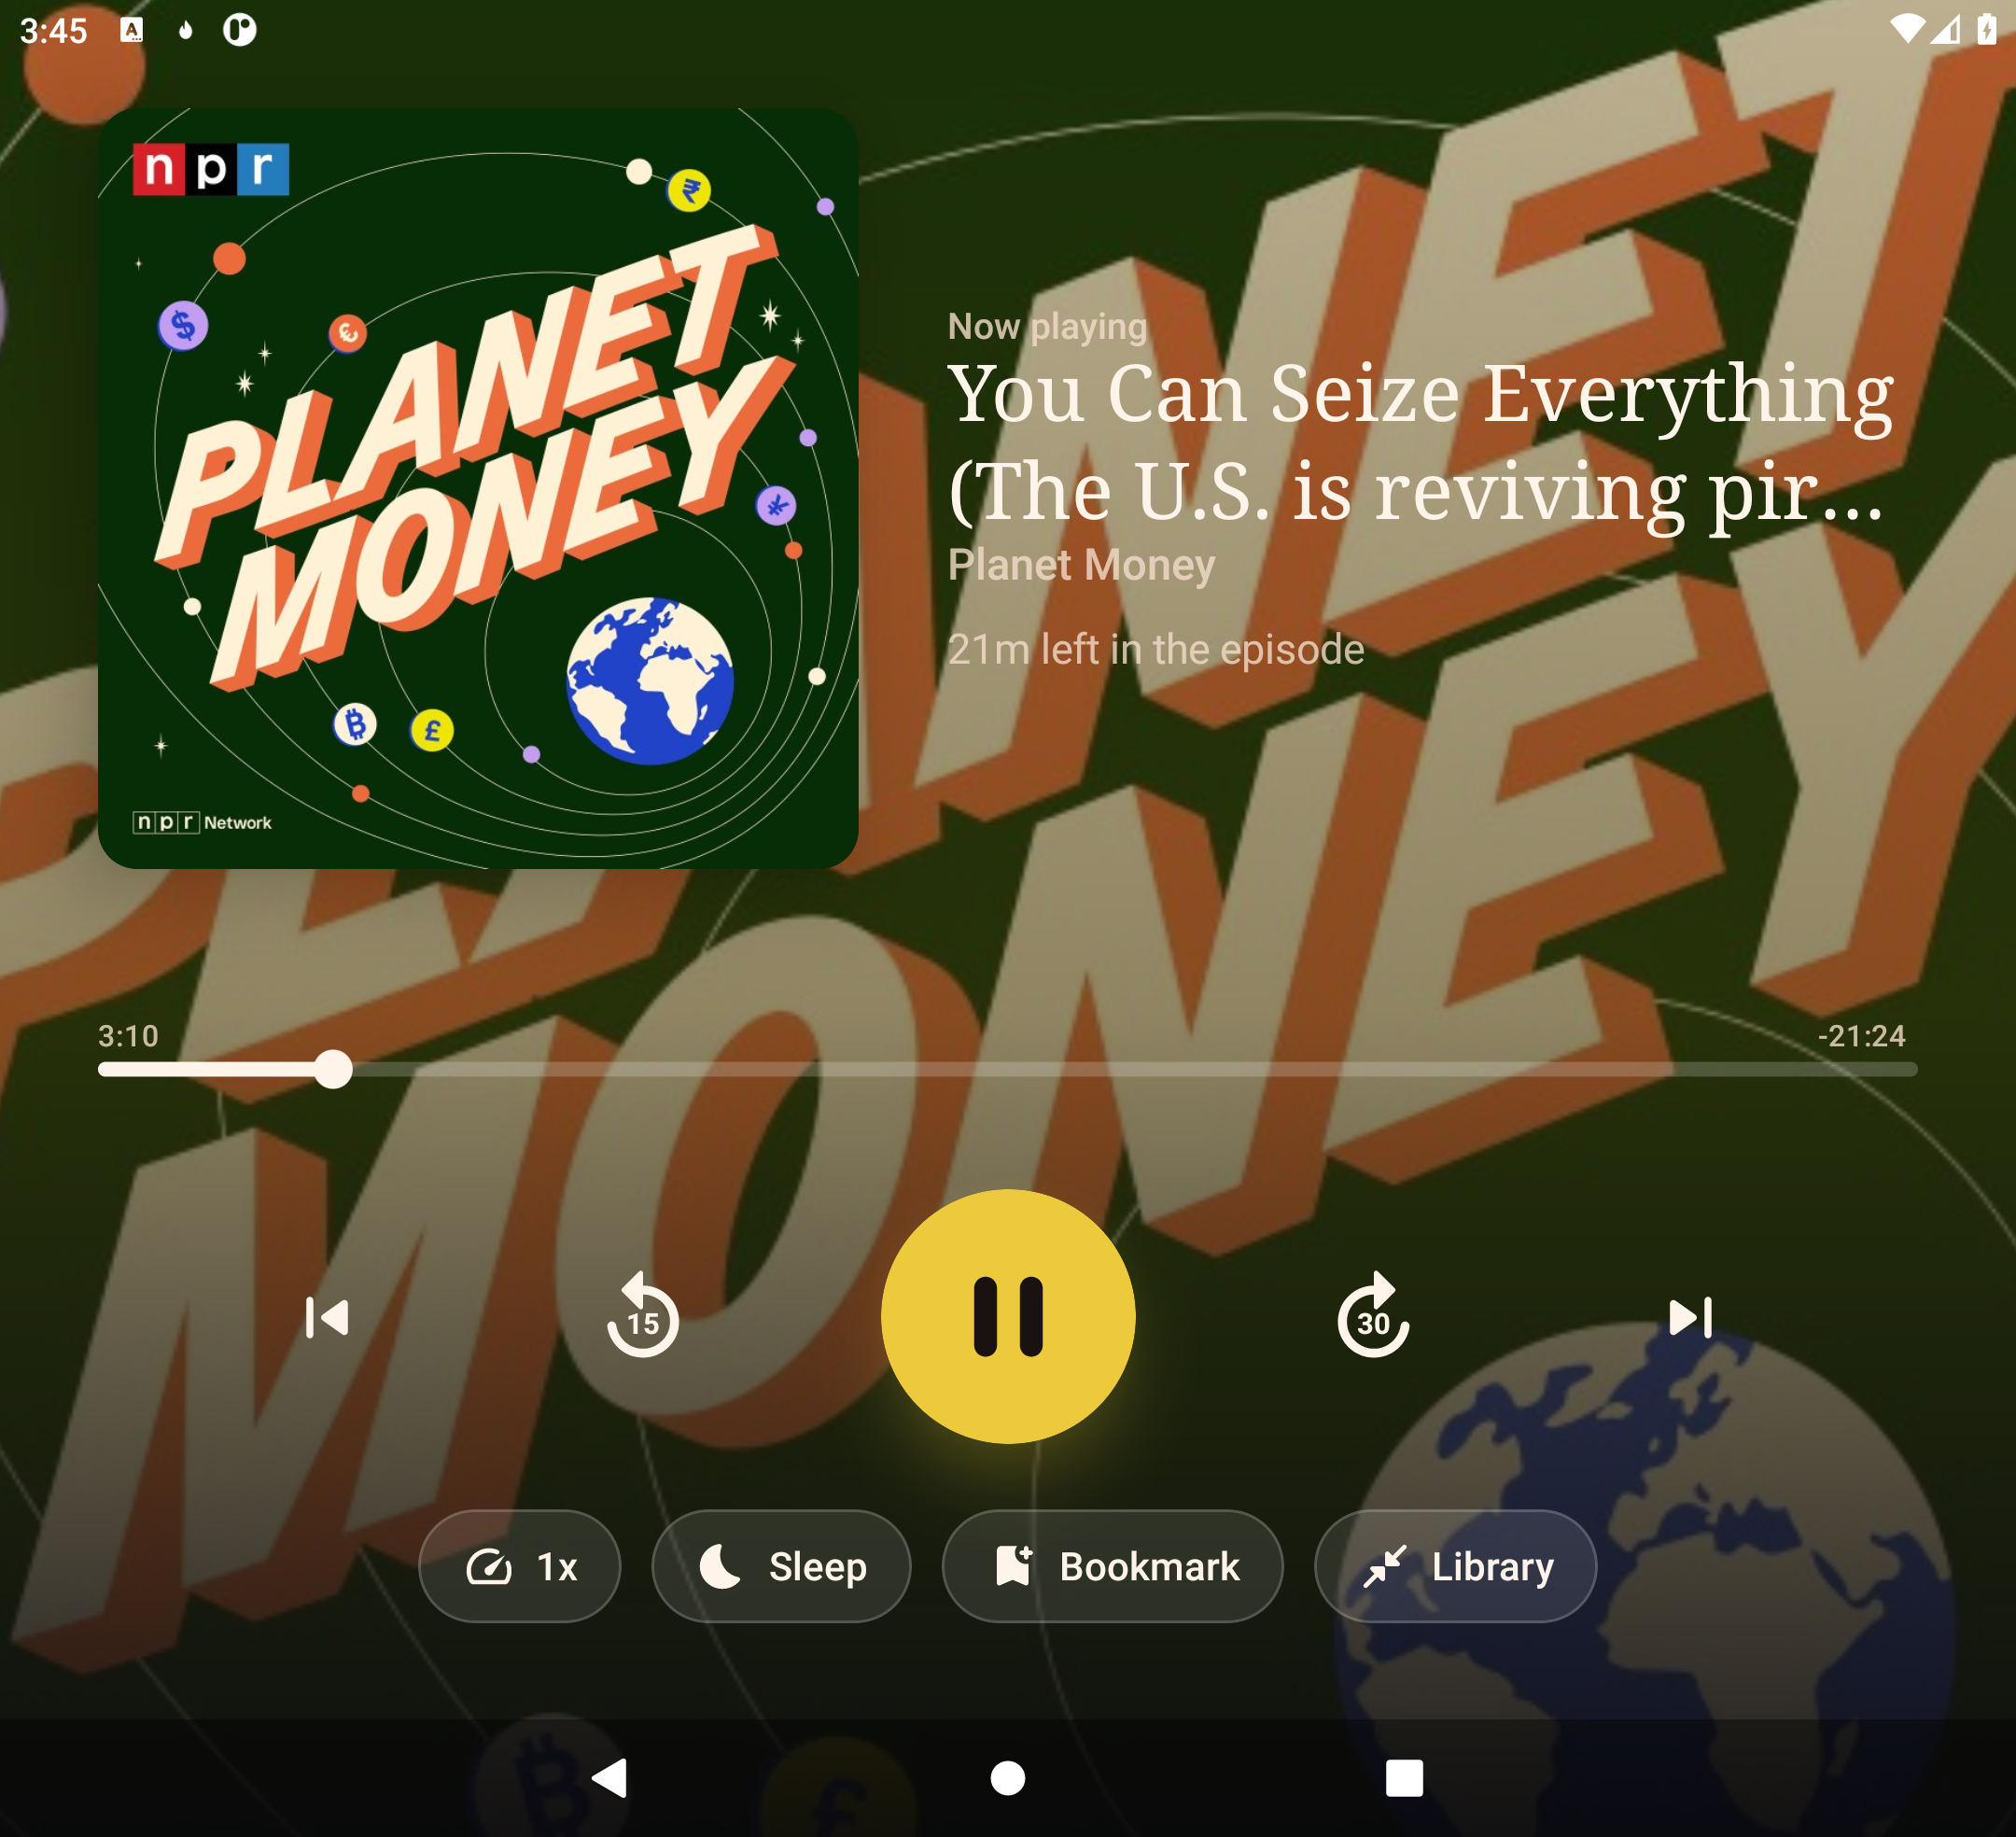 3:45
npr
PLANET
MONEY
npr Network
Now playing
You Can Seize Everything
(The U.S. is reviving pir...
Planet Money
21m left in the episode
3:10
-21:24
15
30
1x
Sleep
Bookmark
Library